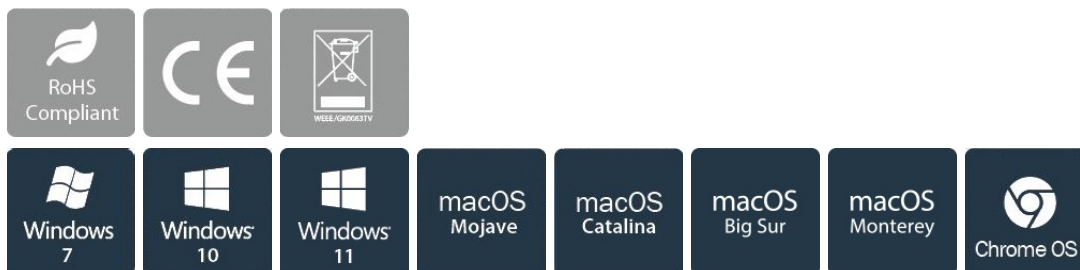 RoHS
Compliant
CE
WEEE/GK0063TV
Windows
7
Windows
10
Windows
11
macOS
Mojave
macOS
Catalina
macOS
Big Sur
macOS
Monterey
Chrome OS